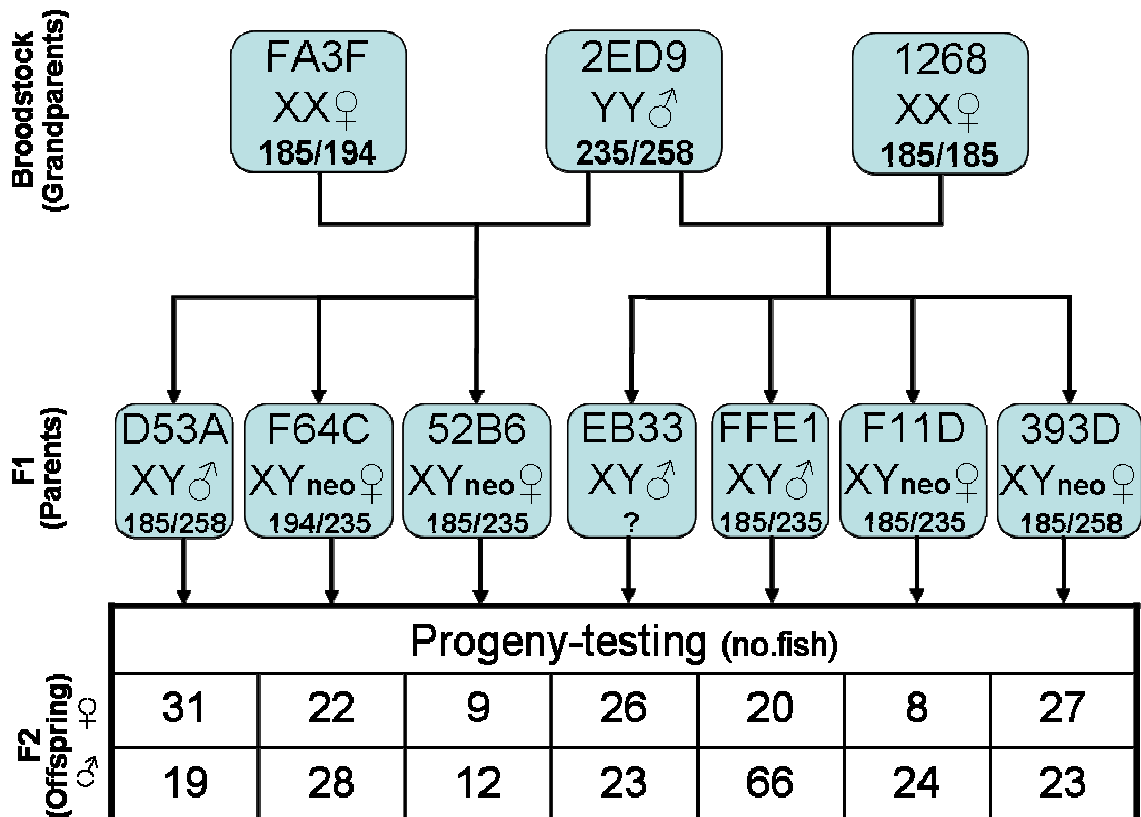 Broodstock
(Grandparents)
FA3F
XX♀
185/194
2ED9
YY♂
235/258
1268
XX♀
185/185
F1
(Parents)
D53A
XY♂
185/258
F64C
XYneo♀
194/235
52B6
XYneo♀
185/235
EB33
XY♂
?
FFE1
XY♂
185/235
F11D
XYneo♀
185/235
393D
XYneo♀
185/258
Progeny-testing (no.fish)
F2
(Offspring)
♀ 31 22 9 26 20 8 27
♂ 19 28 12 23 66 24 23